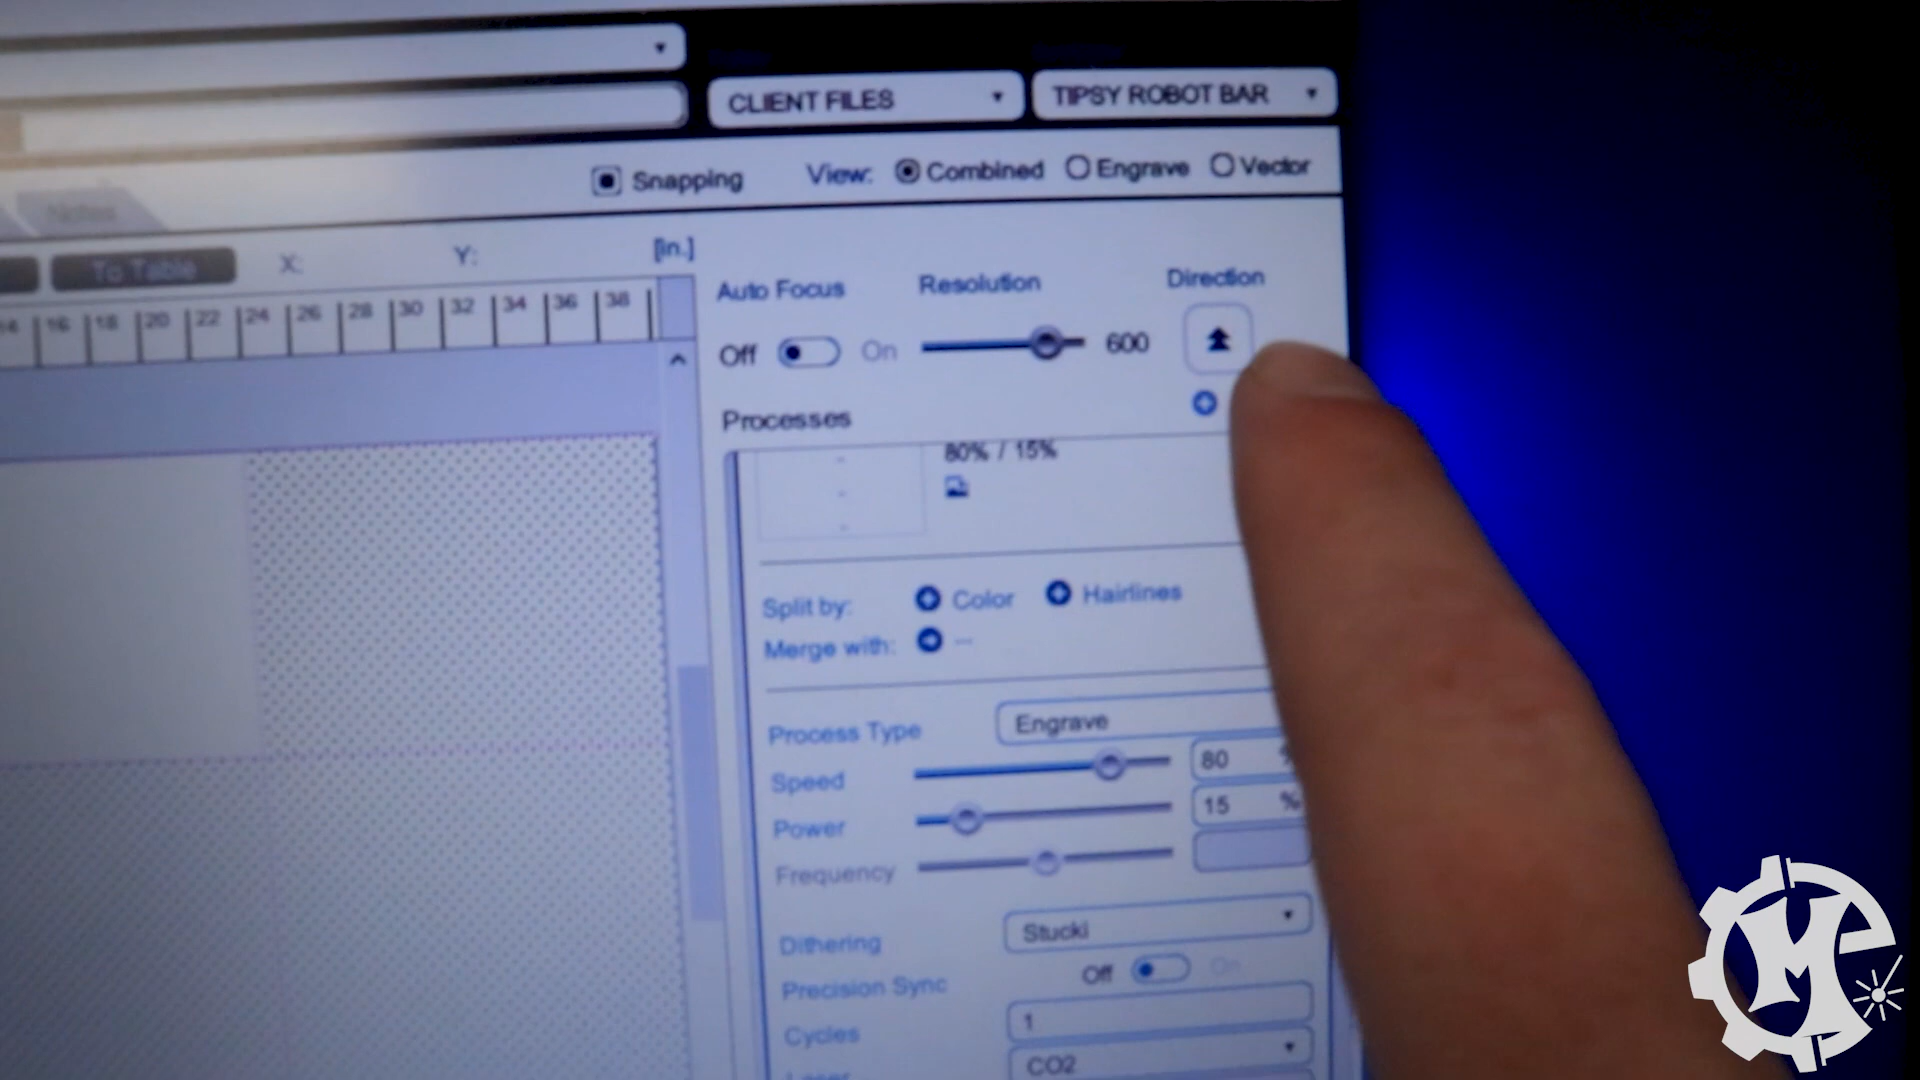 CLIENT FILES TIPSY ROBOT BAR
Snapping View: Combined Engrave Vector
Notes
To Table X: Y: [in.]
14 16 18 20 22 24 26 28 30 32 34 36 38
Auto Focus Resolution Direction
Off On 600
Processes
80% / 15%
Split by: Color Hairlines
Merge with: --
Process Type Engrave
Speed 80 %
Power 15 %
Frequency
Dithering Stucki
Precision Sync Off On
Cycles 1
Laser CO2